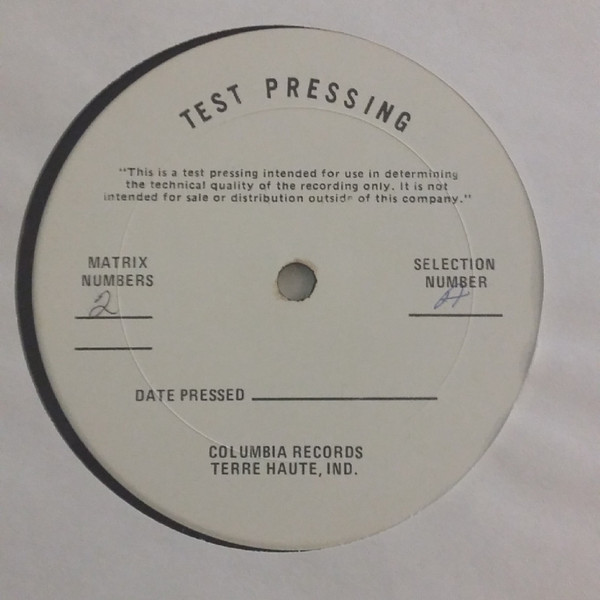 TEST PRESSING
"This is a test pressing intended for use in determining
the technical quality of the recording only. It is not
intended for sale or distribution outside of this company."
MATRIX
NUMBERS
2
SELECTION
NUMBER
DATE PRESSED
COLUMBIA RECORDS
TERRE HAUTE, IND.